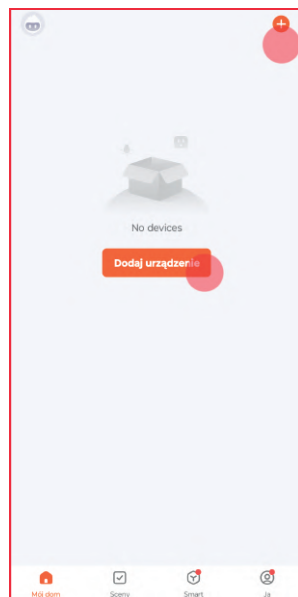 No devices
Dodaj urządzenie
Mój dom
Sceny
Smart
Ja